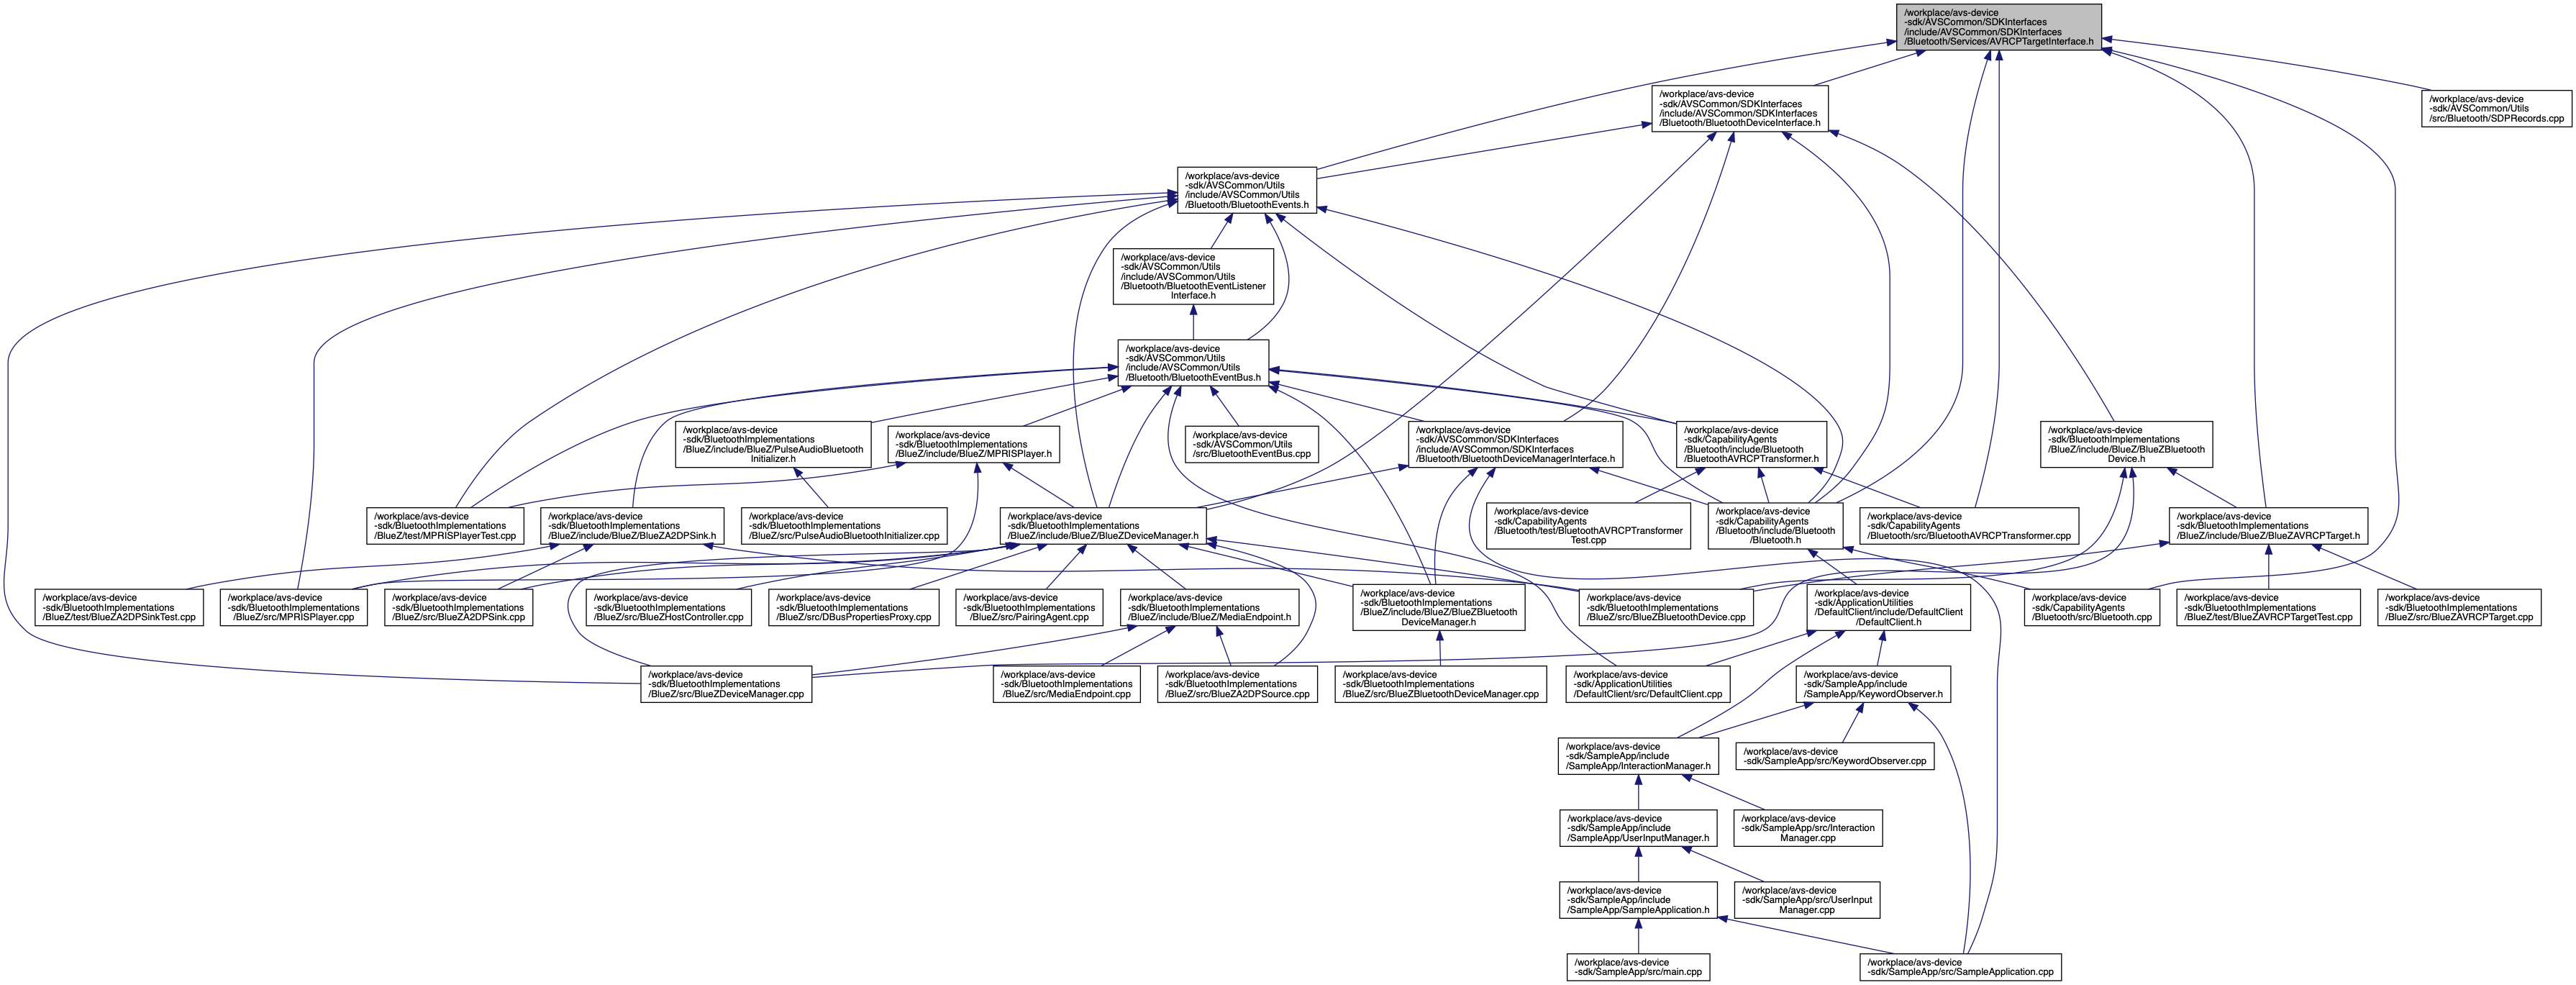 /workplace/avs-device
-sdk/AVSCommon/SDKInterfaces
/include/AVSCommon/SDKInterfaces
/Bluetooth/Services/AVRCPTargetInterface.h
/workplace/avs-device
-sdk/AVSCommon/SDKInterfaces
/include/AVSCommon/SDKInterfaces
/Bluetooth/BluetoothDeviceInterface.h
/workplace/avs-device
-sdk/AVSCommon/Utils
/src/Bluetooth/SDPRecords.cpp
/workplace/avs-device
-sdk/AVSCommon/Utils
/include/AVSCommon/Utils
/Bluetooth/BluetoothEvents.h
/workplace/avs-device
-sdk/AVSCommon/Utils
/include/AVSCommon/Utils
/Bluetooth/BluetoothEventListener
Interface.h
/workplace/avs-device
-sdk/AVSCommon/Utils
/include/AVSCommon/Utils
/Bluetooth/BluetoothEventBus.h
/workplace/avs-device
-sdk/BluetoothImplementations
/BlueZ/include/BlueZ/PulseAudioBluetooth
Initializer.h
/workplace/avs-device
-sdk/BluetoothImplementations
/BlueZ/include/BlueZ/MPRISPlayer.h
/workplace/avs-device
-sdk/AVSCommon/Utils
/src/BluetoothEventBus.cpp
/workplace/avs-device
-sdk/AVSCommon/SDKInterfaces
/include/AVSCommon/SDKInterfaces
/Bluetooth/BluetoothDeviceManagerInterface.h
/workplace/avs-device
-sdk/CapabilityAgents
/Bluetooth/include/Bluetooth
/BluetoothAVRCPTransformer.h
/workplace/avs-device
-sdk/BluetoothImplementations
/BlueZ/include/BlueZ/BlueZBluetooth
Device.h
/workplace/avs-device
-sdk/BluetoothImplementations
/BlueZ/test/MPRISPlayerTest.cpp
/workplace/avs-device
-sdk/BluetoothImplementations
/BlueZ/include/BlueZ/BlueZA2DPSink.h
/workplace/avs-device
-sdk/BluetoothImplementations
/BlueZ/src/PulseAudioBluetoothInitializer.cpp
/workplace/avs-device
-sdk/BluetoothImplementations
/BlueZ/include/BlueZ/BlueZDeviceManager.h
/workplace/avs-device
-sdk/CapabilityAgents
/Bluetooth/test/BluetoothAVRCPTransformer
Test.cpp
/workplace/avs-device
-sdk/CapabilityAgents
/Bluetooth/include/Bluetooth
/Bluetooth.h
/workplace/avs-device
-sdk/CapabilityAgents
/Bluetooth/src/BluetoothAVRCPTransformer.cpp
/workplace/avs-device
-sdk/BluetoothImplementations
/BlueZ/include/BlueZ/BlueZAVRCPTarget.h
/workplace/avs-device
-sdk/BluetoothImplementations
/BlueZ/test/BlueZA2DPSinkTest.cpp
/workplace/avs-device
-sdk/BluetoothImplementations
/BlueZ/src/MPRISPlayer.cpp
/workplace/avs-device
-sdk/BluetoothImplementations
/BlueZ/src/BlueZA2DPSink.cpp
/workplace/avs-device
-sdk/BluetoothImplementations
/BlueZ/src/BlueZHostController.cpp
/workplace/avs-device
-sdk/BluetoothImplementations
/BlueZ/src/DBusPropertiesProxy.cpp
/workplace/avs-device
-sdk/BluetoothImplementations
/BlueZ/src/PairingAgent.cpp
/workplace/avs-device
-sdk/BluetoothImplementations
/BlueZ/include/BlueZ/MediaEndpoint.h
/workplace/avs-device
-sdk/BluetoothImplementations
/BlueZ/include/BlueZ/BlueZBluetooth
DeviceManager.h
/workplace/avs-device
-sdk/BluetoothImplementations
/BlueZ/src/BlueZBluetoothDevice.cpp
/workplace/avs-device
-sdk/ApplicationUtilities
/DefaultClient/include/DefaultClient
/DefaultClient.h
/workplace/avs-device
-sdk/CapabilityAgents
/Bluetooth/src/Bluetooth.cpp
/workplace/avs-device
-sdk/BluetoothImplementations
/BlueZ/test/BlueZAVRCPTargetTest.cpp
/workplace/avs-device
-sdk/BluetoothImplementations
/BlueZ/src/BlueZAVRCPTarget.cpp
/workplace/avs-device
-sdk/BluetoothImplementations
/BlueZ/src/BlueZDeviceManager.cpp
/workplace/avs-device
-sdk/BluetoothImplementations
/BlueZ/src/MediaEndpoint.cpp
/workplace/avs-device
-sdk/BluetoothImplementations
/BlueZ/src/BlueZA2DPSource.cpp
/workplace/avs-device
-sdk/BluetoothImplementations
/BlueZ/src/BlueZBluetoothDeviceManager.cpp
/workplace/avs-device
-sdk/ApplicationUtilities
/DefaultClient/src/DefaultClient.cpp
/workplace/avs-device
-sdk/SampleApp/include
/SampleApp/KeywordObserver.h
/workplace/avs-device
-sdk/SampleApp/include
/SampleApp/InteractionManager.h
/workplace/avs-device
-sdk/SampleApp/src/KeywordObserver.cpp
/workplace/avs-device
-sdk/SampleApp/include
/SampleApp/UserInputManager.h
/workplace/avs-device
-sdk/SampleApp/src/Interaction
Manager.cpp
/workplace/avs-device
-sdk/SampleApp/include
/SampleApp/SampleApplication.h
/workplace/avs-device
-sdk/SampleApp/src/UserInput
Manager.cpp
/workplace/avs-device
-sdk/SampleApp/src/main.cpp
/workplace/avs-device
-sdk/SampleApp/src/SampleApplication.cpp